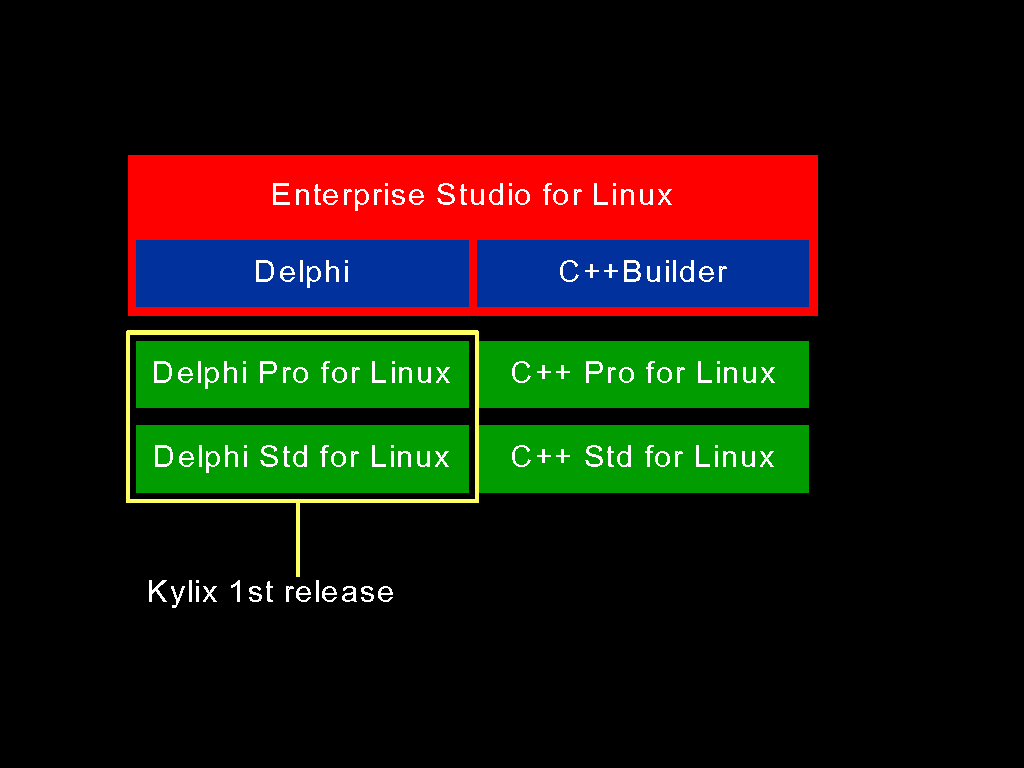 Enterprise Studio for Linux
Delphi
C++Builder
Delphi Pro for Linux
C++ Pro for Linux
Delphi Std for Linux
C++ Std for Linux
Kylix 1st release